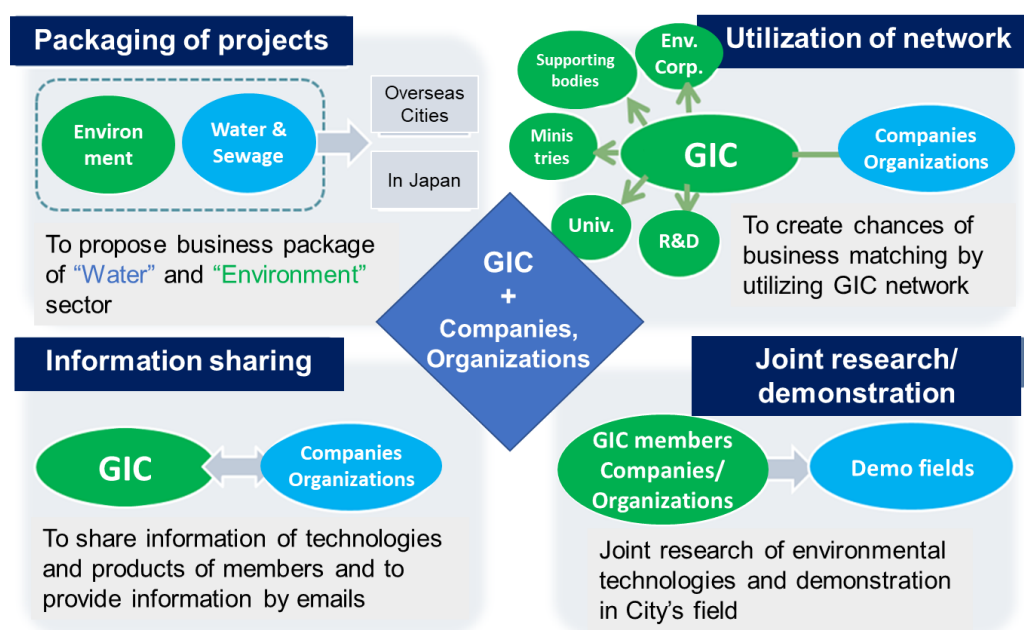 Packaging of projects
Environ
ment
Water &
Sewage
Overseas
Cities
In Japan
To propose business package
of “Water” and “Environment”
sector
Utilization of network
Supporting
bodies
Env.
Corp.
Minis
tries
GIC
Companies
Organizations
Univ.
R&D
To create chances of
business matching by
utilizing GIC network
GIC
+
Companies,
Organizations
Information sharing
GIC
Companies
Organizations
To share information of technologies
and products of members and to
provide information by emails
Joint research/
demonstration
GIC members
Companies/
Organizations
Demo fields
Joint research of environmental
technologies and demonstration
in City’s field